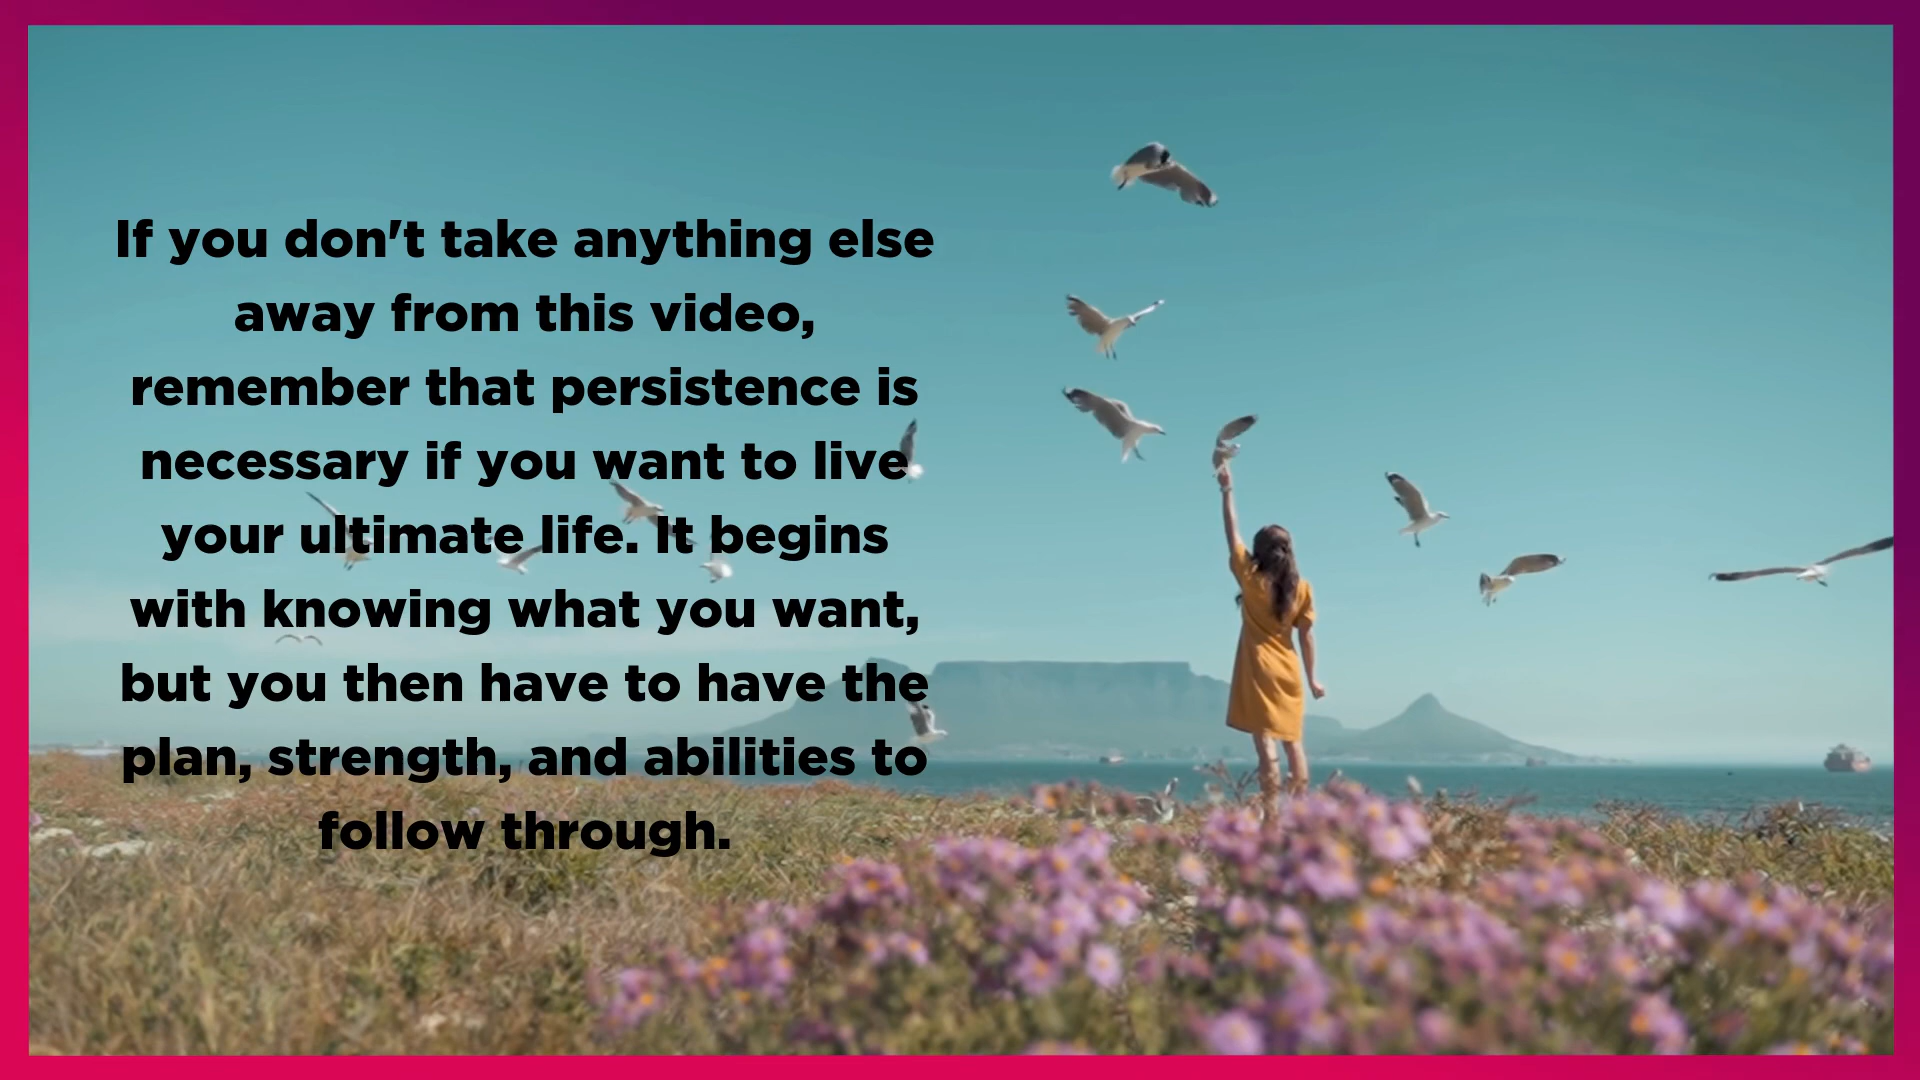 If you don't take anything else
away from this video,
remember that persistence is
necessary if you want to live
your ultimate life. It begins
with knowing what you want,
but you then have to have the
plan, strength, and abilities to
follow through.